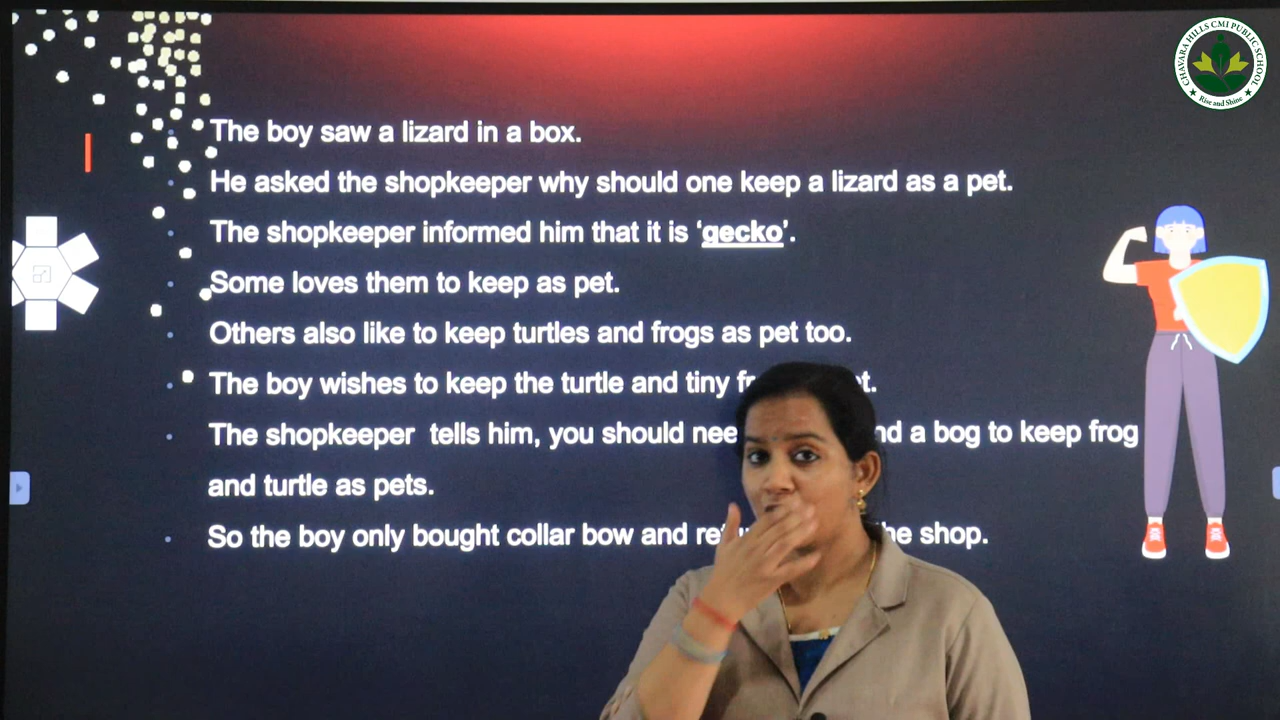 CHAVARA HILLS CMI PUBLIC SCHOOL
Rise and Shine
The boy saw a lizard in a box.
He asked the shopkeeper why should one keep a lizard as a pet.
The shopkeeper informed him that it is ‘gecko’.
Some loves them to keep as pet.
Others also like to keep turtles and frogs as pet too.
The boy wishes to keep the turtle and tiny
The shopkeeper tells him, you should a bog to keep frog
and turtle as pets.
So the boy only bought collar bow and shop.